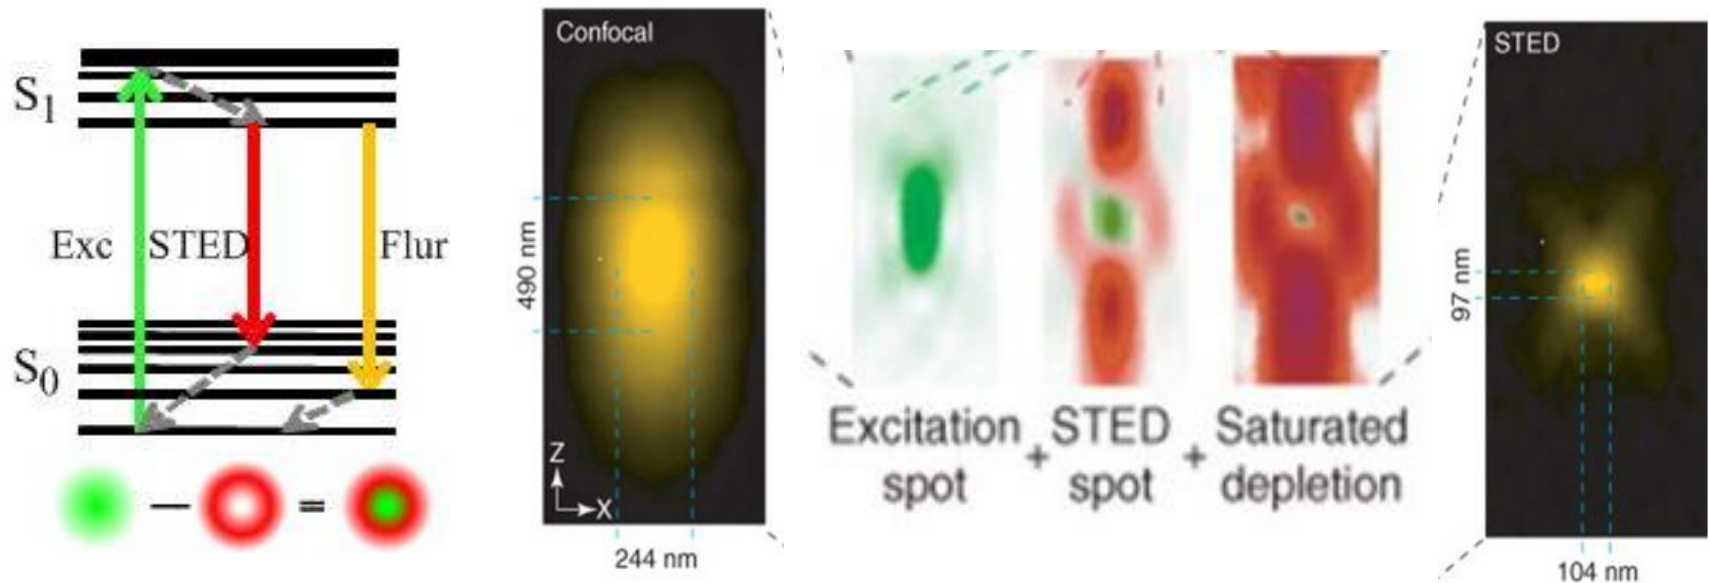 S1
Exc
STED
Flur
S0
Confocal
490 nm
Z
X
244 nm
Excitation
spot
+
STED
spot
+
Saturated
depletion
STED
97 nm
104 nm